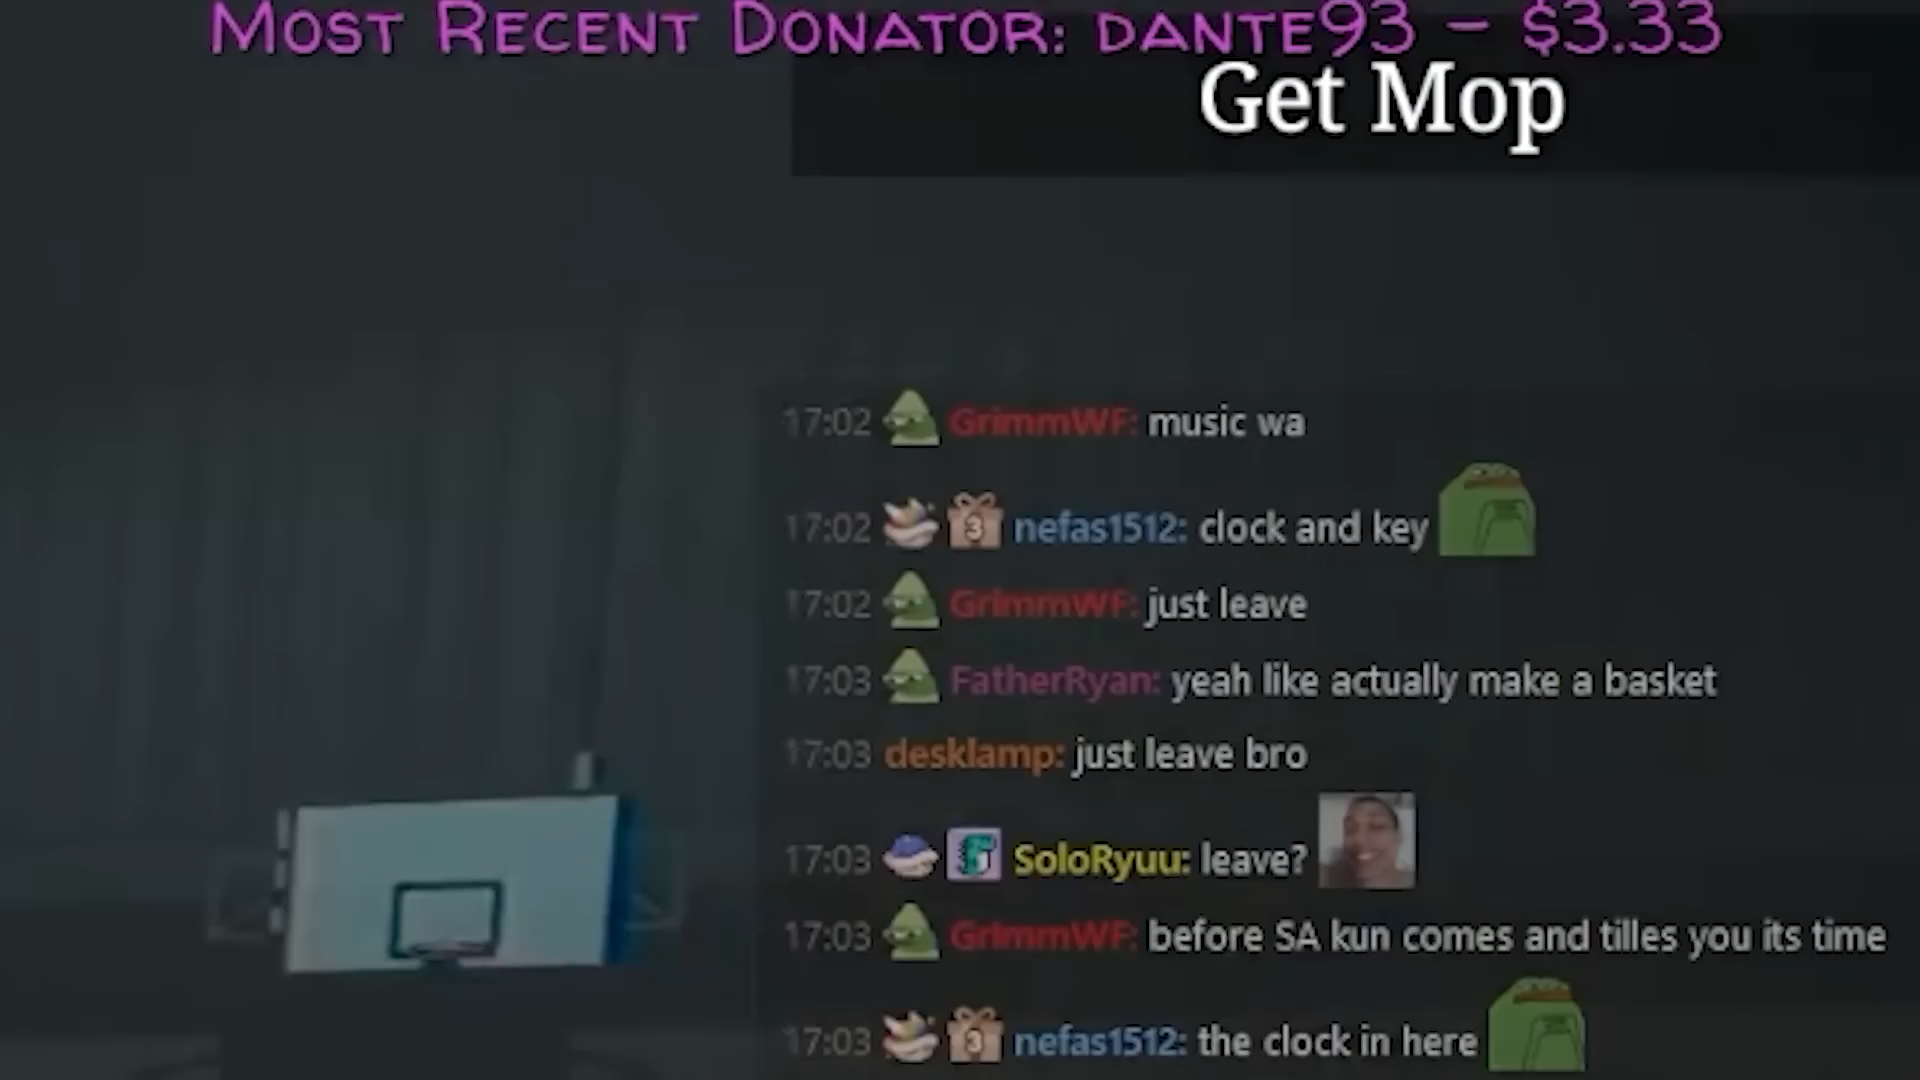 MOST RECENT DONATOR: DANTE93 - $3.33
Get Mop
17:02 GrimmWF: music wa
17:02 3 nefas1512: clock and key
17:02 GrimmWF: just leave
17:03 FatherRyan: yeah like actually make a basket
17:03 desklamp: just leave bro
17:03 SoloRyuu: leave?
17:03 GrimmWF: before SA kun comes and tilles you its time
17:03 3 nefas1512: the clock in here